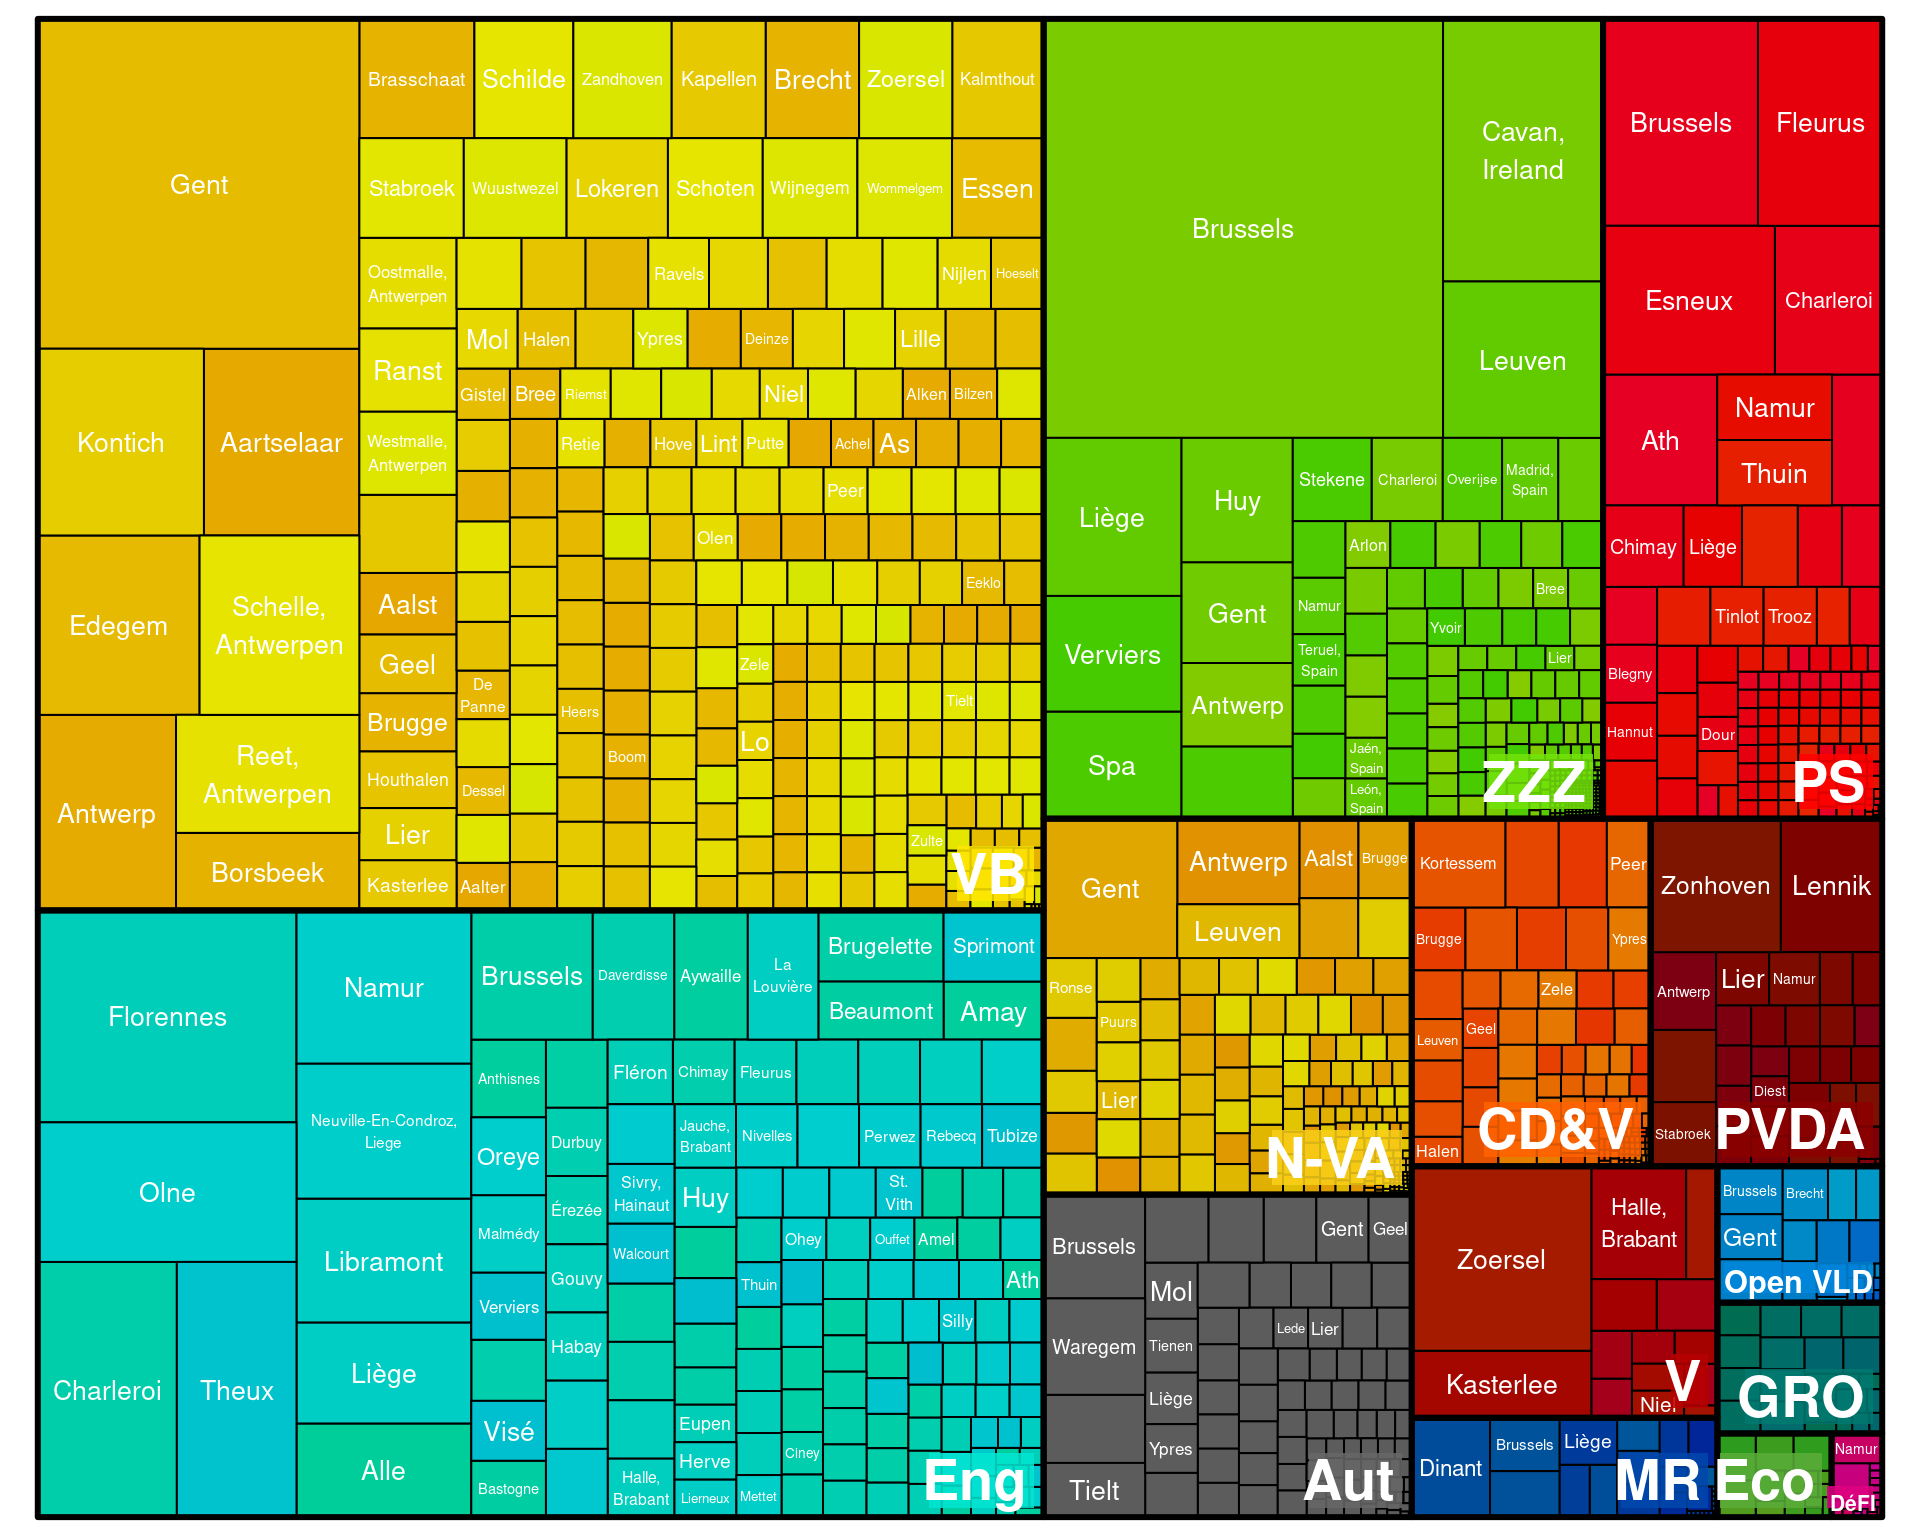 Gent
Kontich
Aartselaar
Edegem
Schelle,
Antwerpen
Antwerp
Reet,
Antwerpen
Borsbeek
Brasschaat
Schilde
Zandhoven
Kapellen
Brecht
Zoersel
Kalmthout
Stabroek
Wuustwezel
Lokeren
Schoten
Wijnegem
Wommelgem
Essen
Oostmalle,
Antwerpen
Ranst
Westmalle,
Antwerpen
Aalst
Geel
Brugge
Houthalen
Lier
Kasterlee
Ravels
Nijlen
Hoeselt
Mol
Halen
Ypres
Deinze
Lille
Gistel
Bree
Riemst
Niel
Alken
Bilzen
Retie
Hove
Lint
Putte
Achel
As
Peer
Olen
Eeklo
Zele
De
Panne
Heers
Tielt
Lo
Boom
Dessel
Zulte
Aalter
VB
Brussels
Cavan,
Ireland
Leuven
Liège
Huy
Stekene
Charleroi
Overijse
Madrid,
Spain
Arlon
Verviers
Gent
Namur
Bree
Yvoir
Teruel,
Spain
Lier
Spa
Antwerp
Jaén,
Spain
León,
Spain
ZZZ
Brussels
Fleurus
Esneux
Charleroi
Ath
Namur
Thuin
Chimay
Liège
Tinlot
Trooz
Blegny
Hannut
Dour
PS
Florennes
Olne
Charleroi
Theux
Namur
Neuville-En-Condroz,
Liege
Libramont
Liège
Alle
Brussels
Daverdisse
Aywaille
La
Louvière
Brugelette
Sprimont
Beaumont
Amay
Anthisnes
Oreye
Malmédy
Verviers
Visé
Bastogne
Durbuy
Érezée
Gouvy
Habay
Fléron
Chimay
Fleurus
Jauche,
Brabant
Nivelles
Perwez
Rebecq
Tubize
Sivry,
Hainaut
Huy
St.
Vith
Walcourt
Ohey
Ouffet
Amel
Thuin
Ath
Silly
Eupen
Herve
Lierneux
Ciney
Mettet
Halle,
Brabant
Eng
Gent
Antwerp
Aalst
Brugge
Leuven
Ronse
Puurs
Lier
N-VA
Kortessem
Peer
Brugge
Ypres
Zele
Leuven
Geel
Halen
CD&V
Zonhoven
Lennik
Antwerp
Lier
Namur
Diest
Stabroek
PVDA
Brussels
Gent
Geel
Mol
Waregem
Tienen
Lede
Lier
Liège
Ypres
Tielt
Aut
Zoersel
Halle,
Brabant
Kasterlee
V
Brussels
Brecht
Gent
Open VLD
GRO
Dinant
Brussels
Liège
MR
Eco
Namur
DéFI